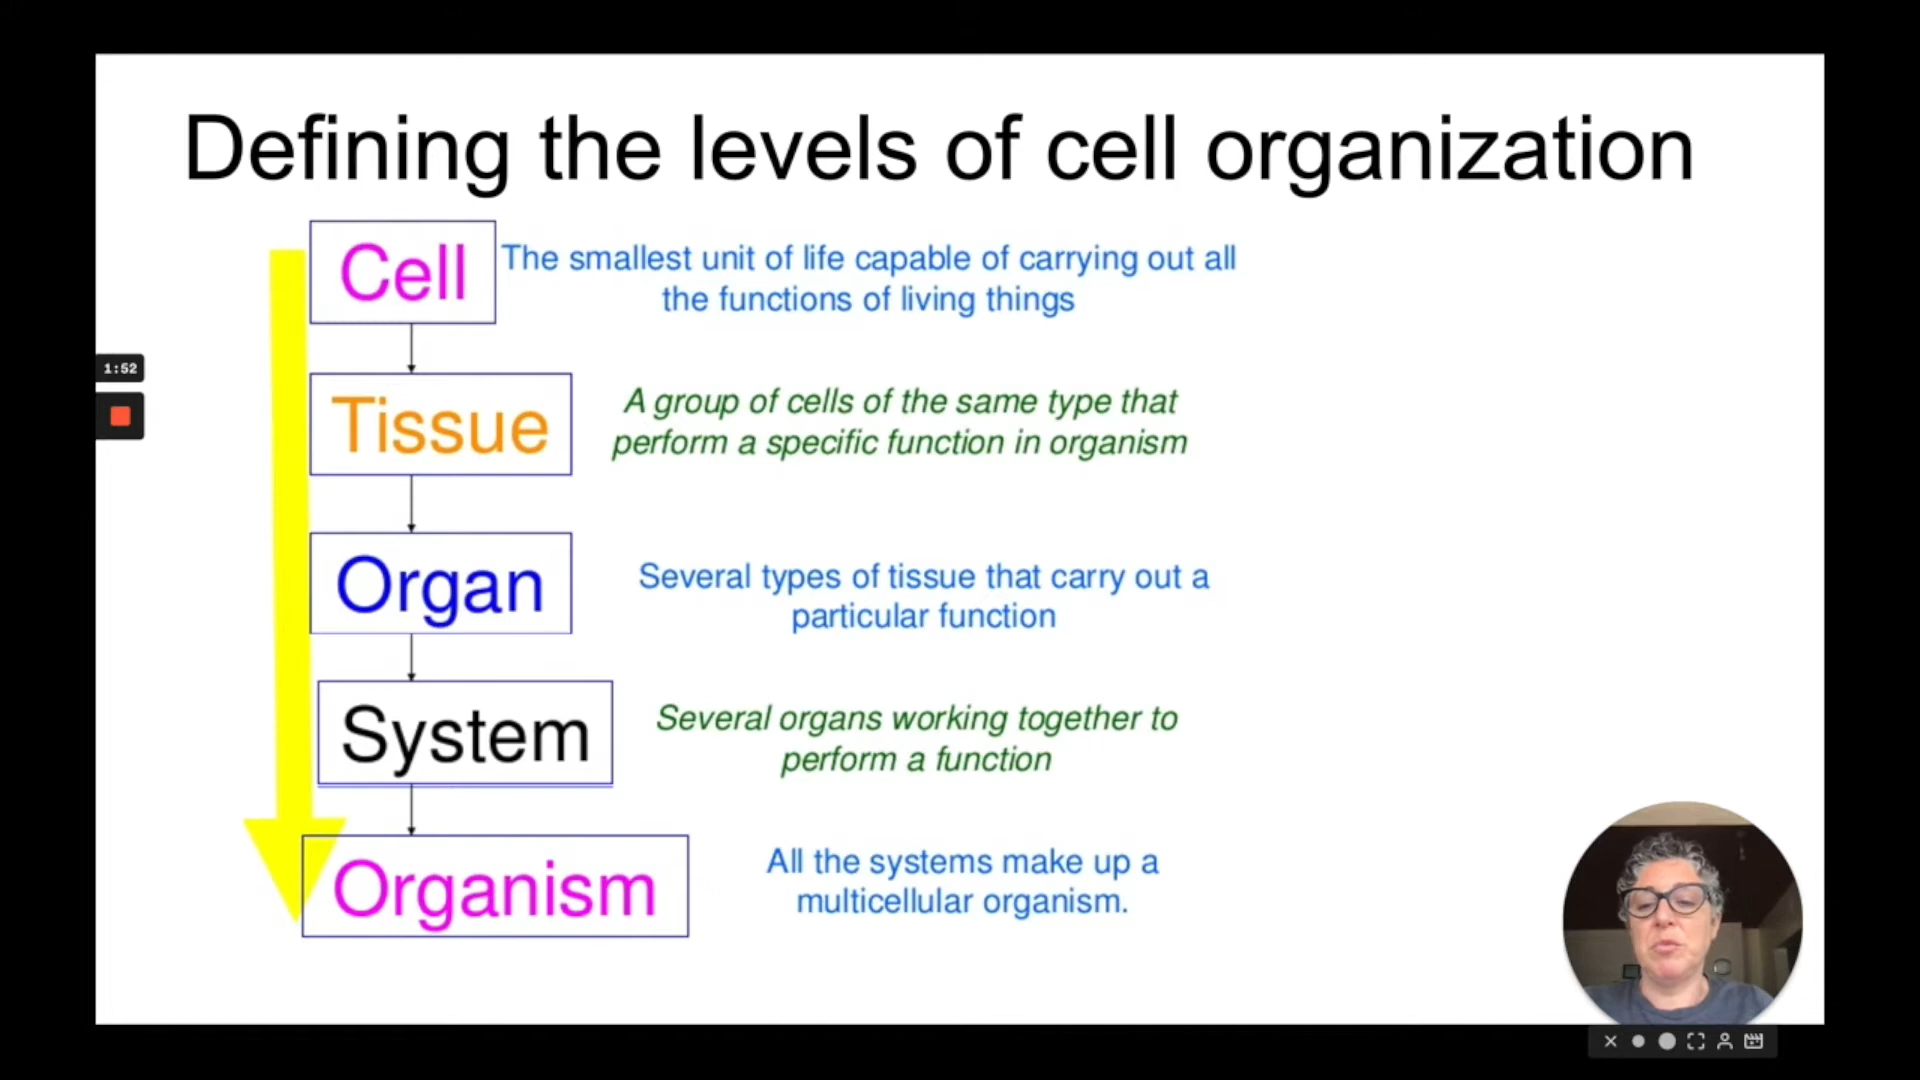 Defining the levels of cell organization
Cell
The smallest unit of life capable of carrying out all
the functions of living things
1:52
Tissue
A group of cells of the same type that
perform a specific function in organism
Organ
Several types of tissue that carry out a
particular function
System
Several organs working together to
perform a function
Organism
All the systems make up a
multicellular organism.